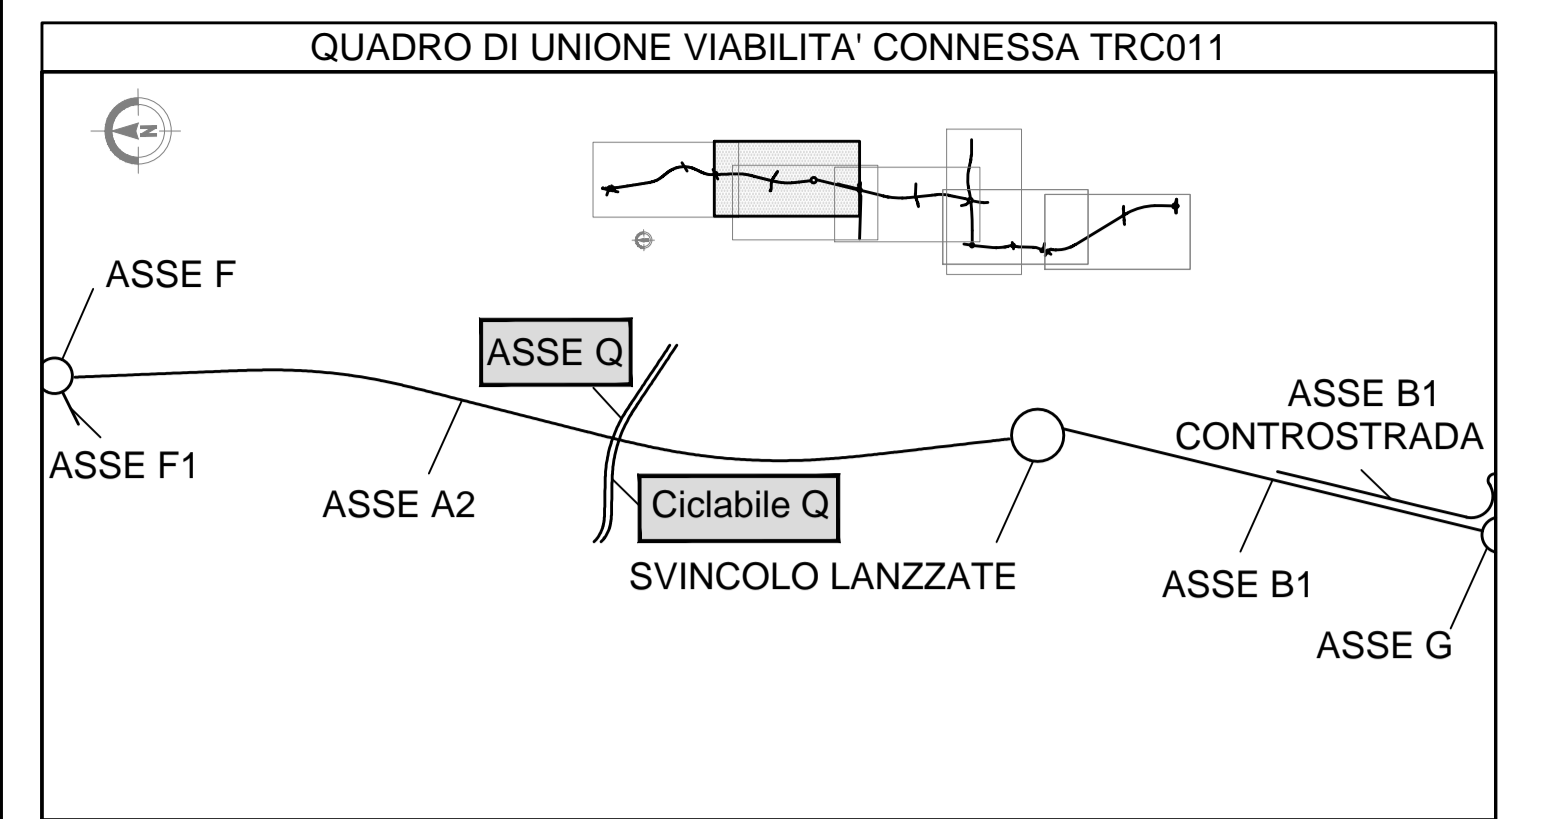 QUADRO DI UNIONE VIABILITA' CONNESSA TRC011
N
ASSE F
ASSE Q
ASSE B1
CONTROSTRADA
ASSE F1
ASSE A2
Ciclabile Q
SVINCOLO LANZZATE
ASSE B1
ASSE G